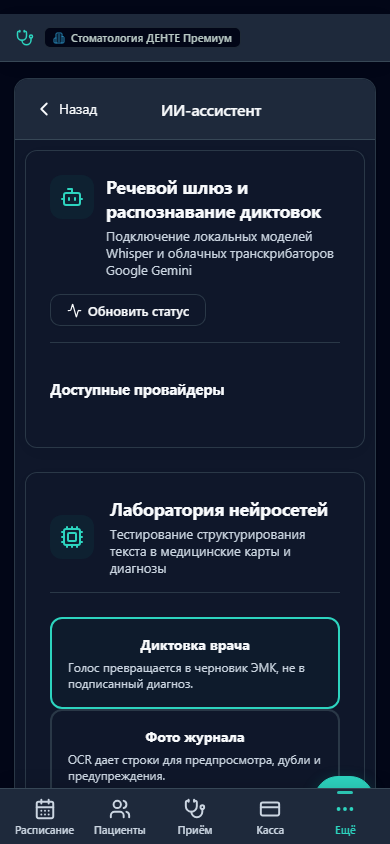 Стоматология ДЕНТЕ Премиум
Назад
ИИ-ассистент
Речевой шлюз и
распознавание диктовок
Подключение локальных моделей
Whisper и облачных транскрибаторов
Google Gemini
Обновить статус
Доступные провайдеры
Лаборатория нейросетей
Тестирование структурирования
текста в медицинские карты и
диагнозы
Диктовка врача
Голос превращается в черновик ЭМК, не в
подписанный диагноз.
Фото журнала
OCR дает строки для предпросмотра, дубли и
предупреждения.
Расписание
Пациенты
Приём
Касса
Ещё